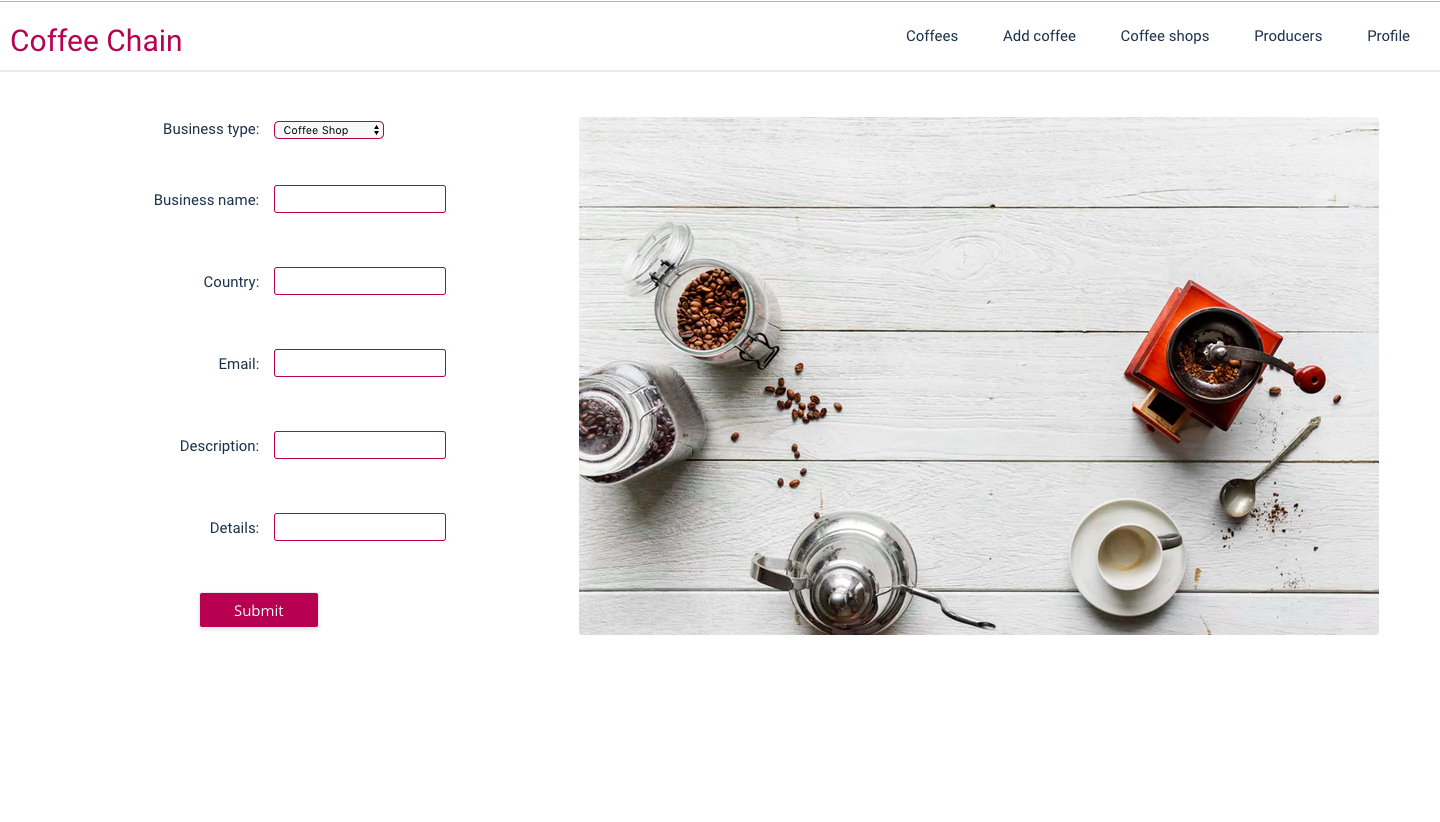 Coffee Chain
Coffees Add coffee Coffee shops Producers Profile
Business type: Coffee Shop
Business name:
Country:
Email:
Description:
Details:
Submit